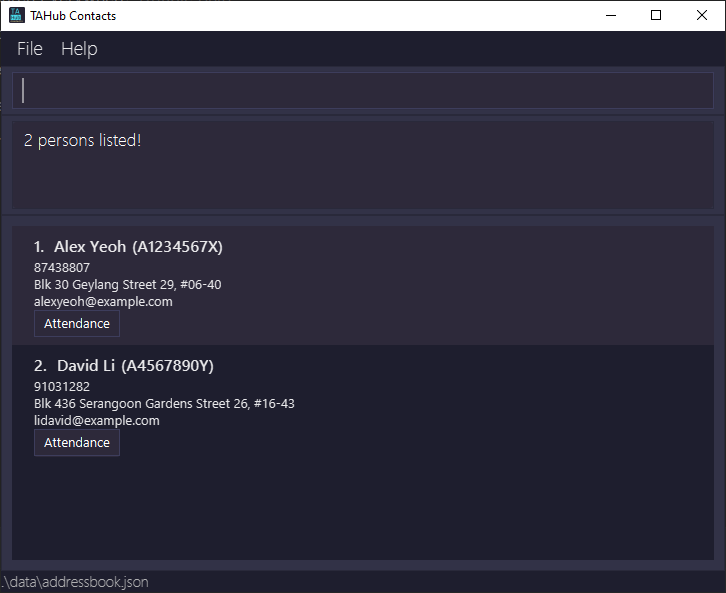 TAHub Contacts
File Help
2 persons listed!
1. Alex Yeoh (A1234567X)
87438807
Blk 30 Geylang Street 29, #06-40
alexyeoh@example.com
Attendance
2. David Li (A4567890Y)
91031282
Blk 436 Serangoon Gardens Street 26, #16-43
lidavid@example.com
Attendance
.\data\addressbook.json